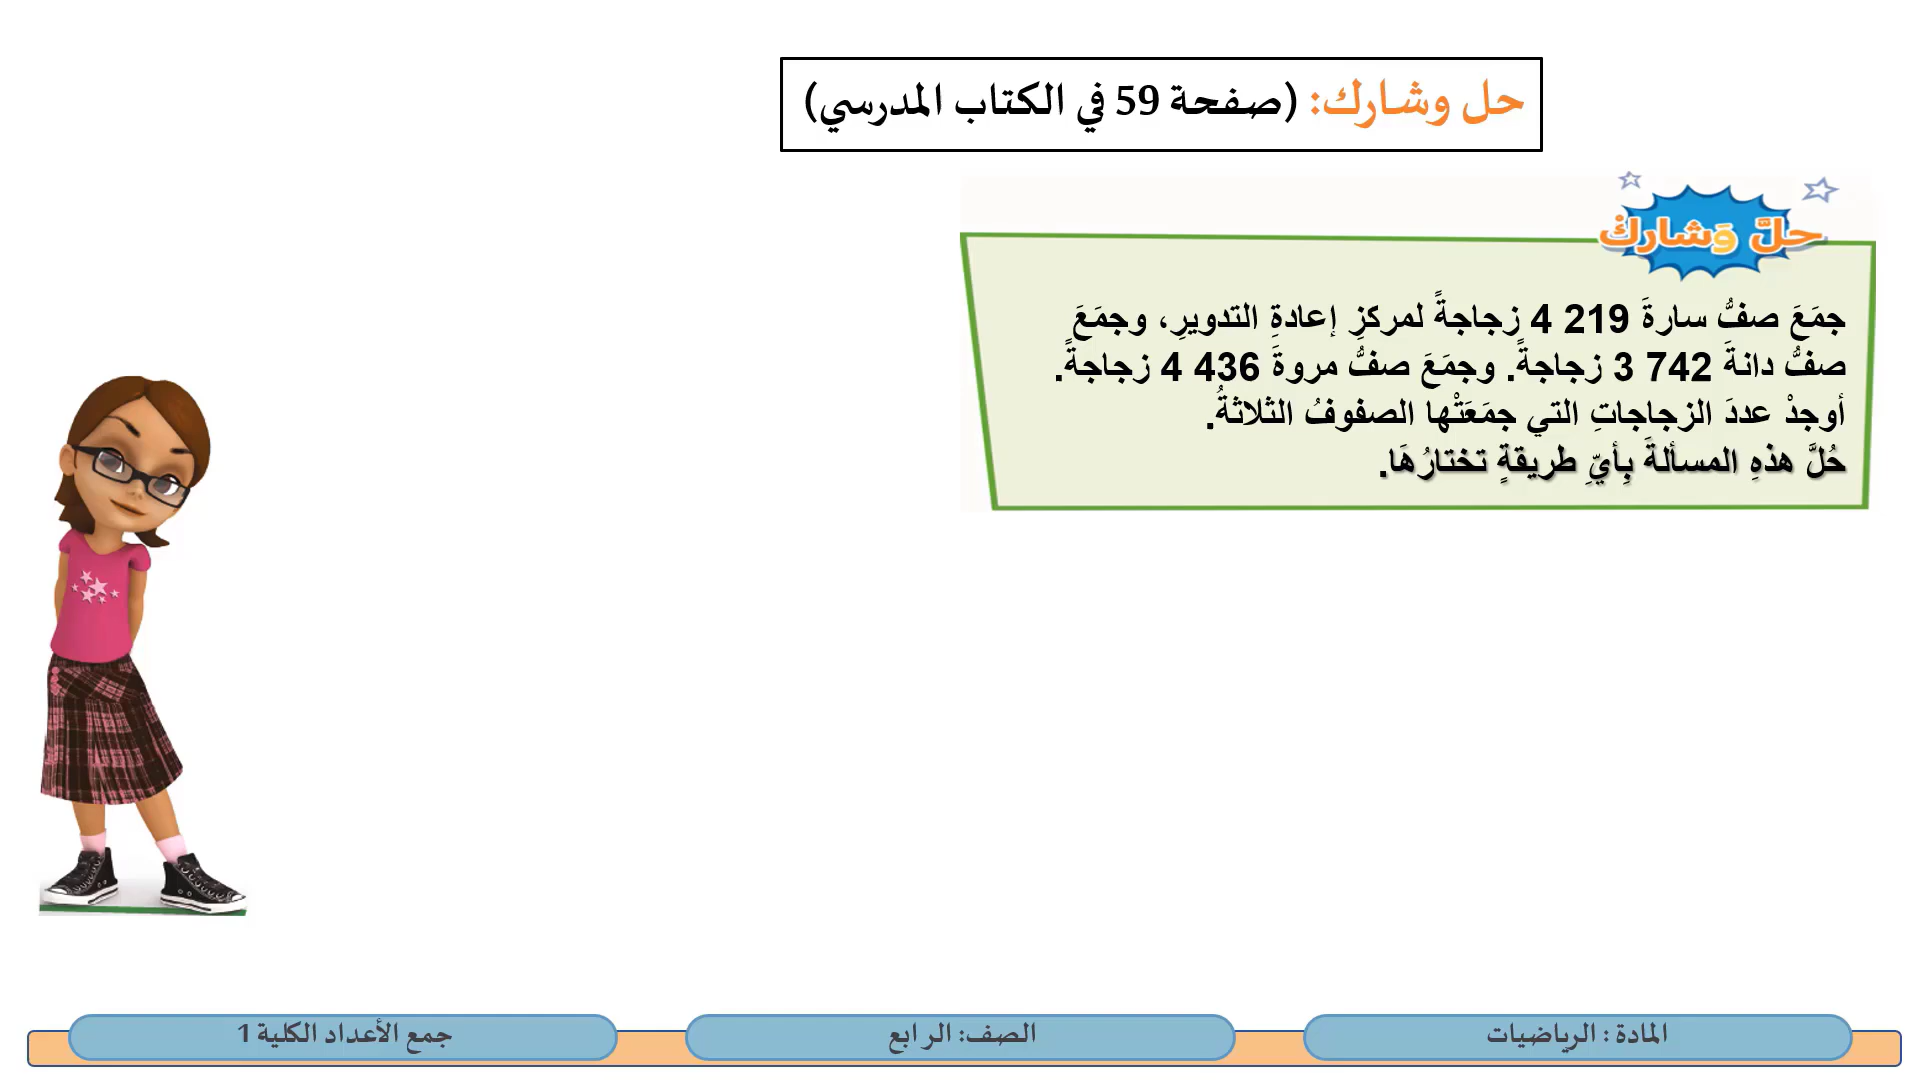 حل وشارك: (صفحة 59 في الكتاب المدرسي)
حلَّ وَشاركْ
جمَعَ صفُّ سارةَ 219 4 زجاجةً لمركزِ إعادةِ التدويرِ، وجمَعَ
صفُّ دانةَ 742 3 زجاجةً. وجمَعَ صفُّ مروةَ 436 4 زجاجةً.
أوجدْ عددَ الزجاجاتِ التي جمَعَتْها الصفوفُ الثلاثةُ.
حُلَّ هذهِ المسألةَ بِأيِّ طريقةٍ تختارُهَا.
المادة : الرياضيات
الصف: الرابع
جمع الأعداد الكلية 1